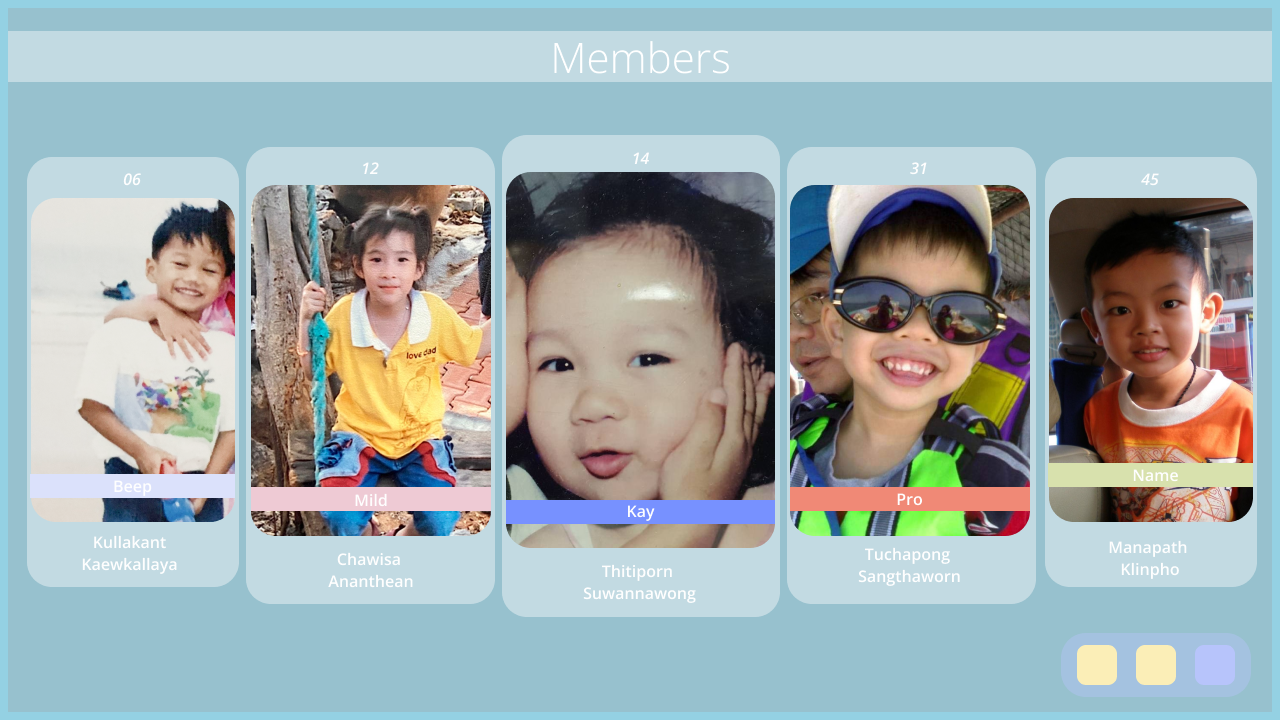 Members
06
Beep
Kullakant
Kaewkallaya
12
love dad
Mild
Chawisa
Ananthean
14
Kay
Thitiporn
Suwannawong
31
Pro
Tuchapong
Sangthaworn
45
Name
Manapath
Klinpho